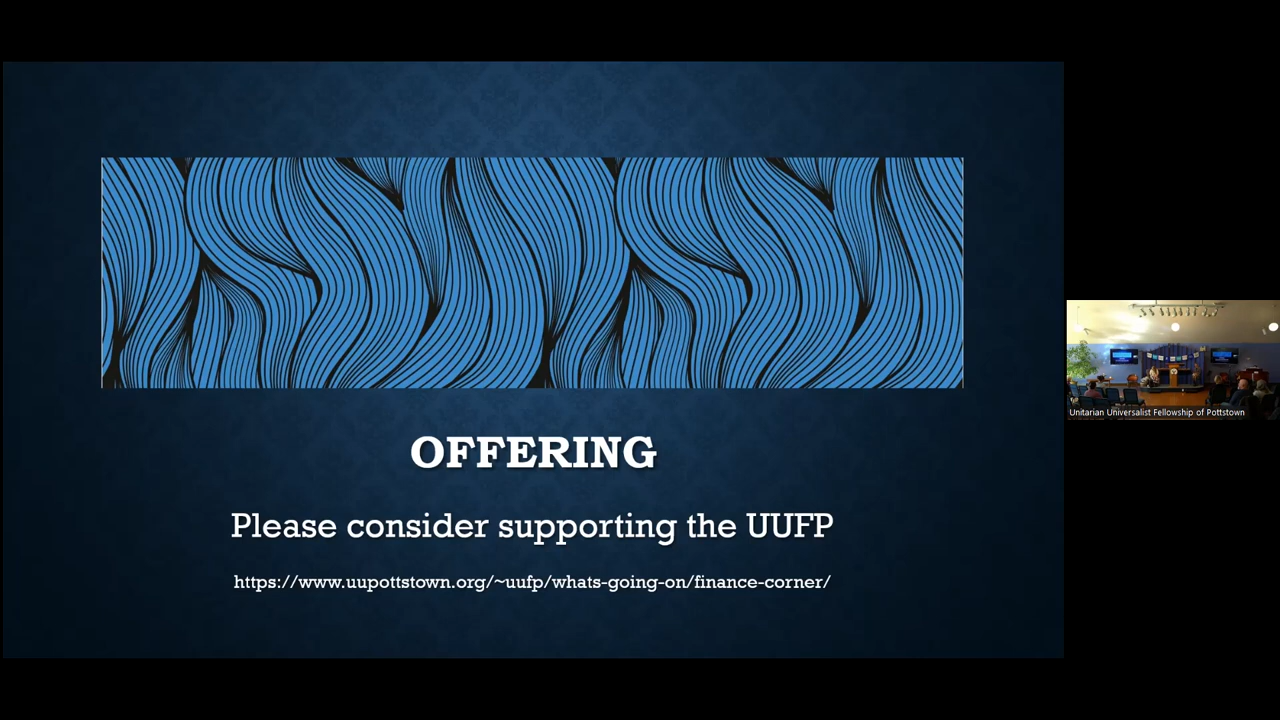 OFFERING
Please consider supporting the UUFP
https://www.uupottstown.org/~uufp/whats-going-on/finance-corner/
Unitarian Universalist Fellowship of Pottstown